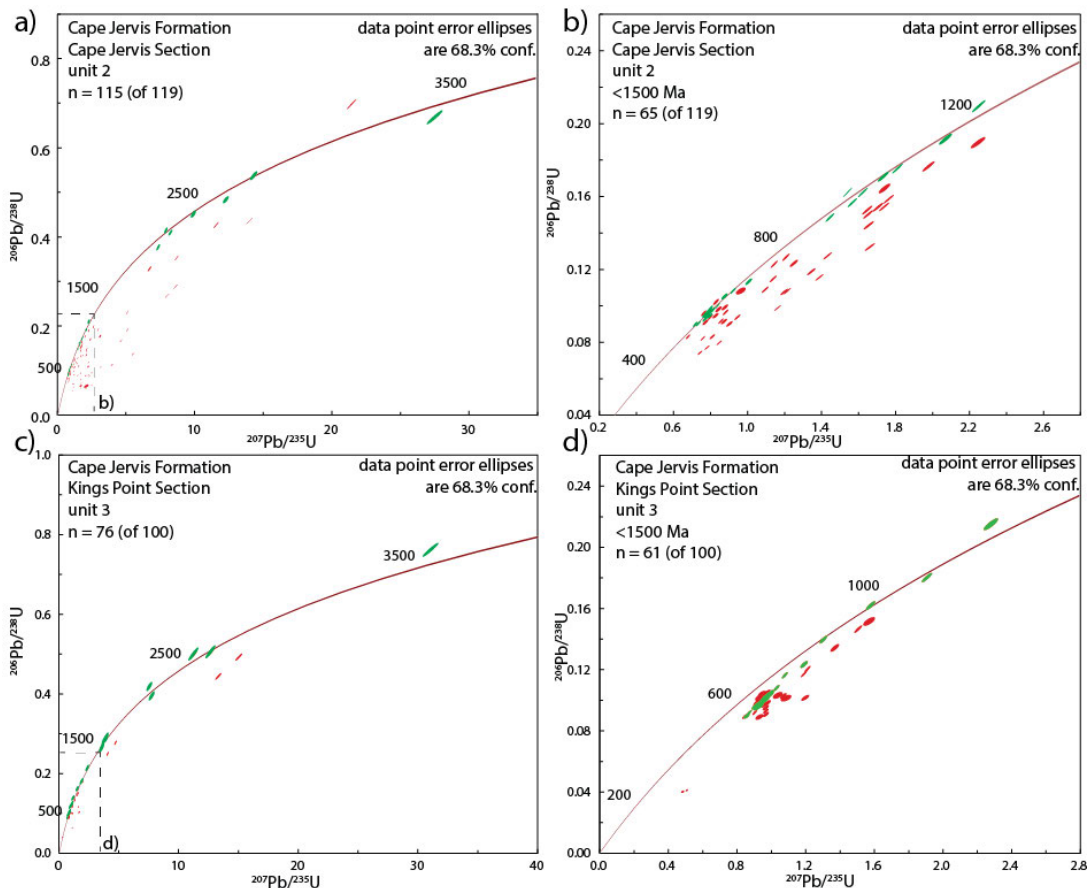 a)
Cape Jervis Formation
Cape Jervis Section
unit 2
n = 115 (of 119)
data point error ellipses
are 68.3% conf.
0.8
0.6
0.4
0.2
0.0
500
1500
2500
3500
b)
0
5
10
15
20
25
30
35
206Pb/238U
207Pb/235U
b)
Cape Jervis Formation
Cape Jervis Section
unit 2
<1500 Ma
n = 65 (of 119)
data point error ellipses
are 68.3% conf.
0.24
0.20
0.16
0.12
0.08
0.04
400
800
1200
0.2
0.6
1.0
1.4
1.8
2.2
2.6
206Pb/238U
207Pb/235U
c)
Cape Jervis Formation
Kings Point Section
unit 3
n = 76 (of 100)
data point error ellipses
are 68.3% conf.
1.0
0.8
0.6
0.4
0.2
0.0
500
1500
2500
3500
d)
0
10
20
30
40
206Pb/238U
207Pb/235U
d)
Cape Jervis Formation
Kings Point Section
unit 3
<1500 Ma
n = 61 (of 100)
data point error ellipses
are 68.3% conf.
0.24
0.20
0.16
0.12
0.08
0.04
0.00
200
600
1000
0.0
0.4
0.8
1.2
1.6
2.0
2.4
2.8
206Pb/238U
207Pb/235U